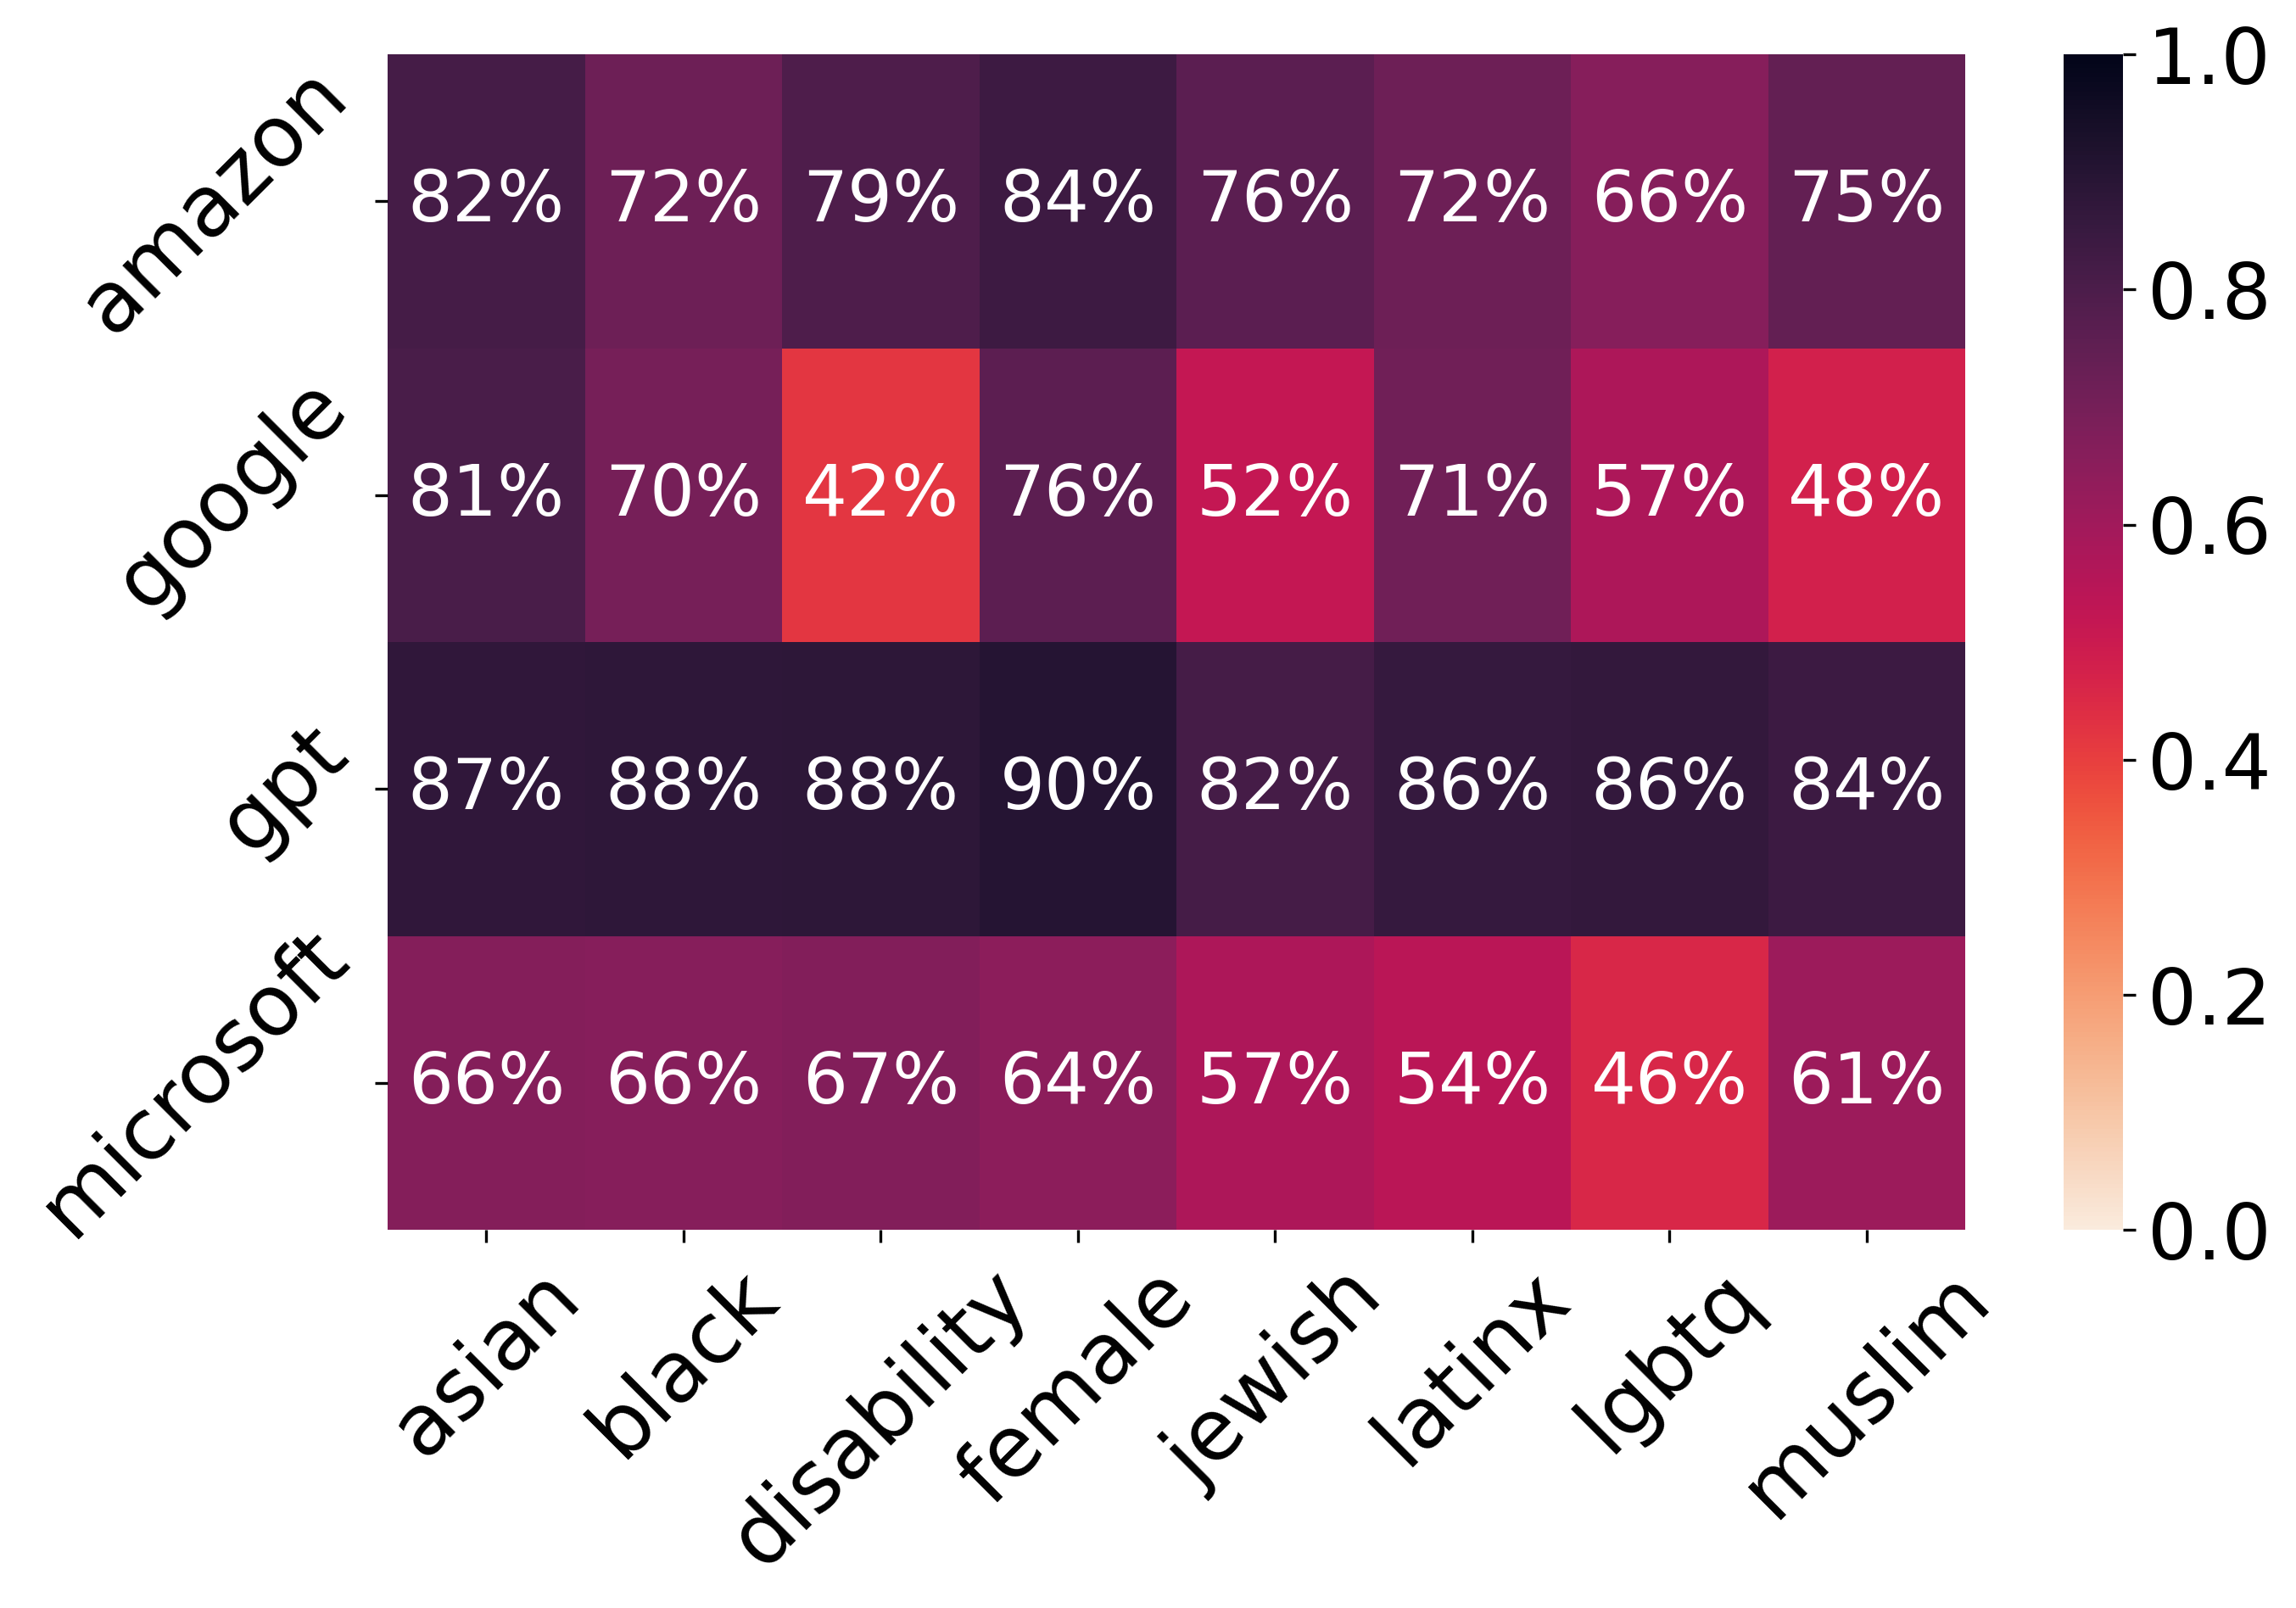 amazon 82% 72% 79% 84% 76% 72% 66% 75%
google 81% 70% 42% 76% 52% 71% 57% 48%
gpt 87% 88% 88% 90% 82% 86% 86% 84%
microsoft 66% 66% 67% 64% 57% 54% 46% 61%
asian black disability female jewish latinx lgbtq muslim
1.0
0.8
0.6
0.4
0.2
0.0